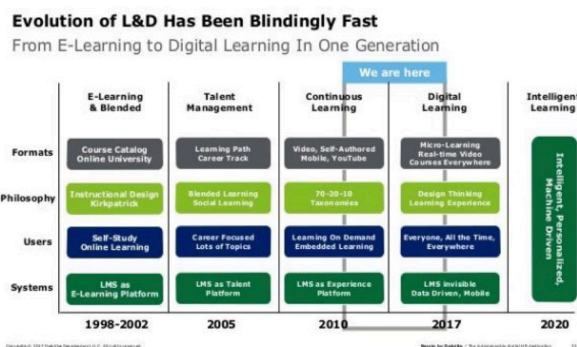 Evolution of L&D Has Been Blindingly Fast
From E-Learning to Digital Learning In One Generation
We are here
E-Learning
& Blended
Talent
Management
Continuous
Learning
Digital
Learning
Intelligent
Learning
Formats
Course Catalog
Online University
Learning Path
Career Track
Video, Self-Authored
Mobile, YouTube
Micro-Learning
Real-time Video
Courses Everywhere
Philosophy
Instructional Design
Kirkpatrick
Blended Learning
Social Learning
70-20-10
Taxonomies
Design Thinking
Learning Experience
Users
Self-Study
Online Learning
Career Focused
Lots of Topics
Learning On Demand
Embedded Learning
Everyone, All the Time,
Everywhere
Systems
LMS as
E-Learning Platform
LMS as Talent
Platform
LMS as Experience
Platform
LMS invisible
Data Driven, Mobile
Intelligent, Personalized,
Machine Driven
1998-2002
2005
2010
2017
2020